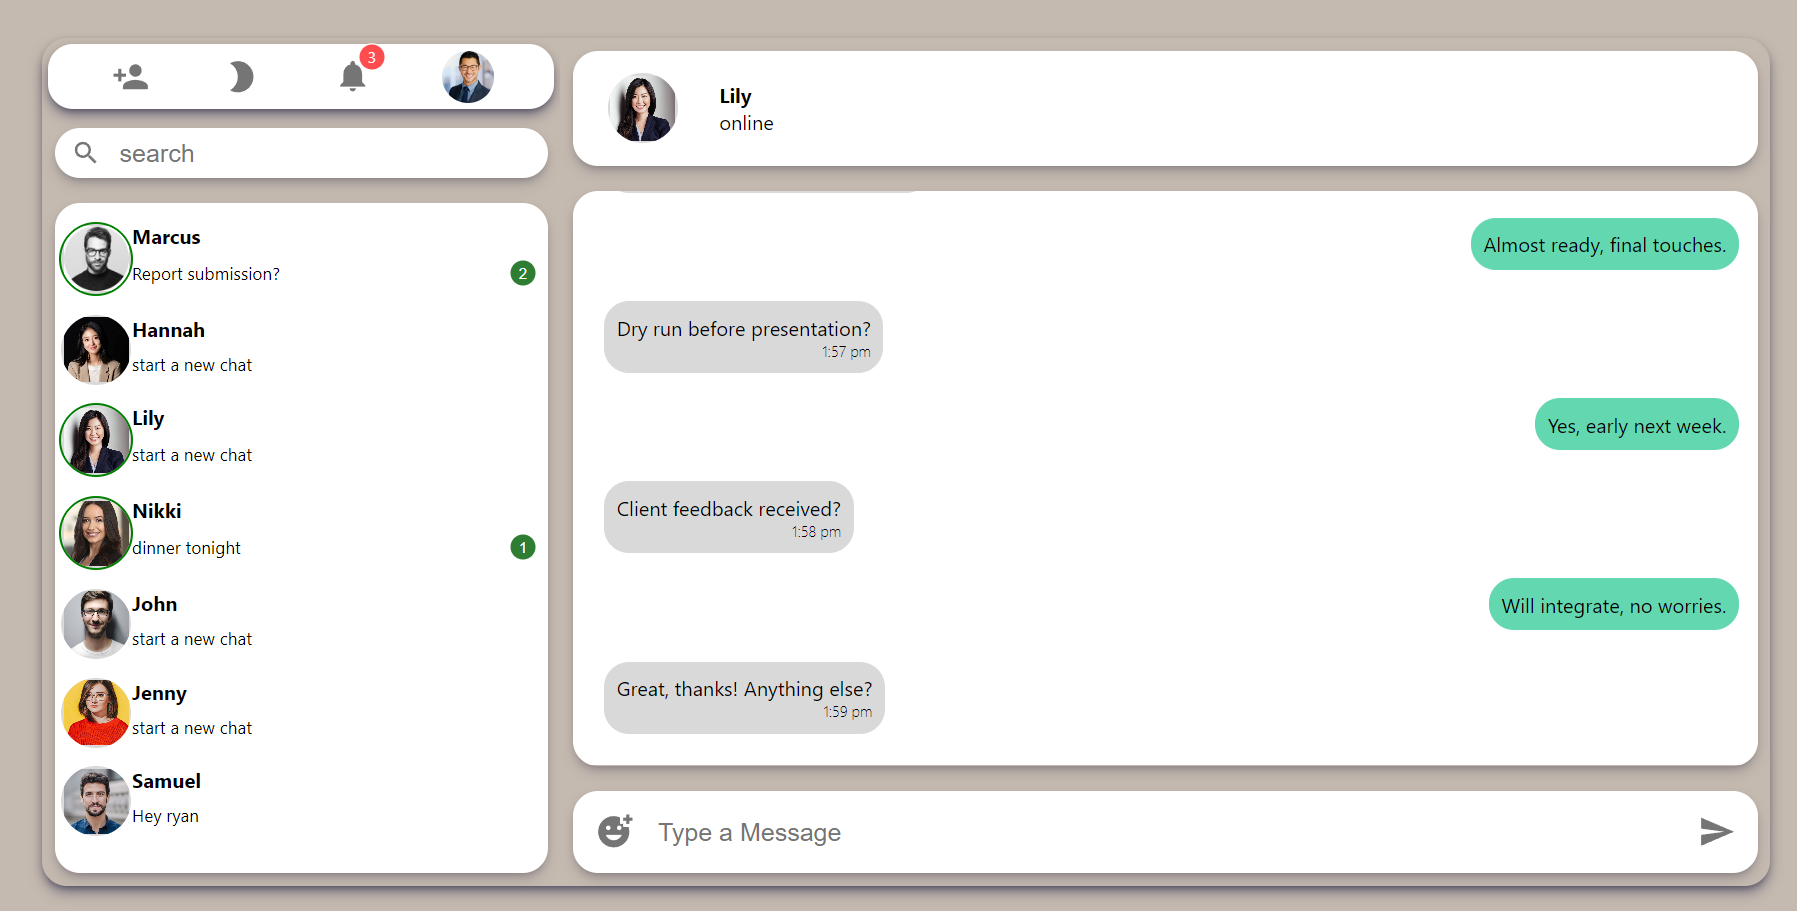 3
search
Marcus
Report submission?
2
Hannah
start a new chat
Lily
start a new chat
Nikki
dinner tonight
1
John
start a new chat
Jenny
start a new chat
Samuel
Hey ryan
Lily
online
Almost ready, final touches.
Dry run before presentation?
1:57 pm
Yes, early next week.
Client feedback received?
1:58 pm
Will integrate, no worries.
Great, thanks! Anything else?
1:59 pm
Type a Message